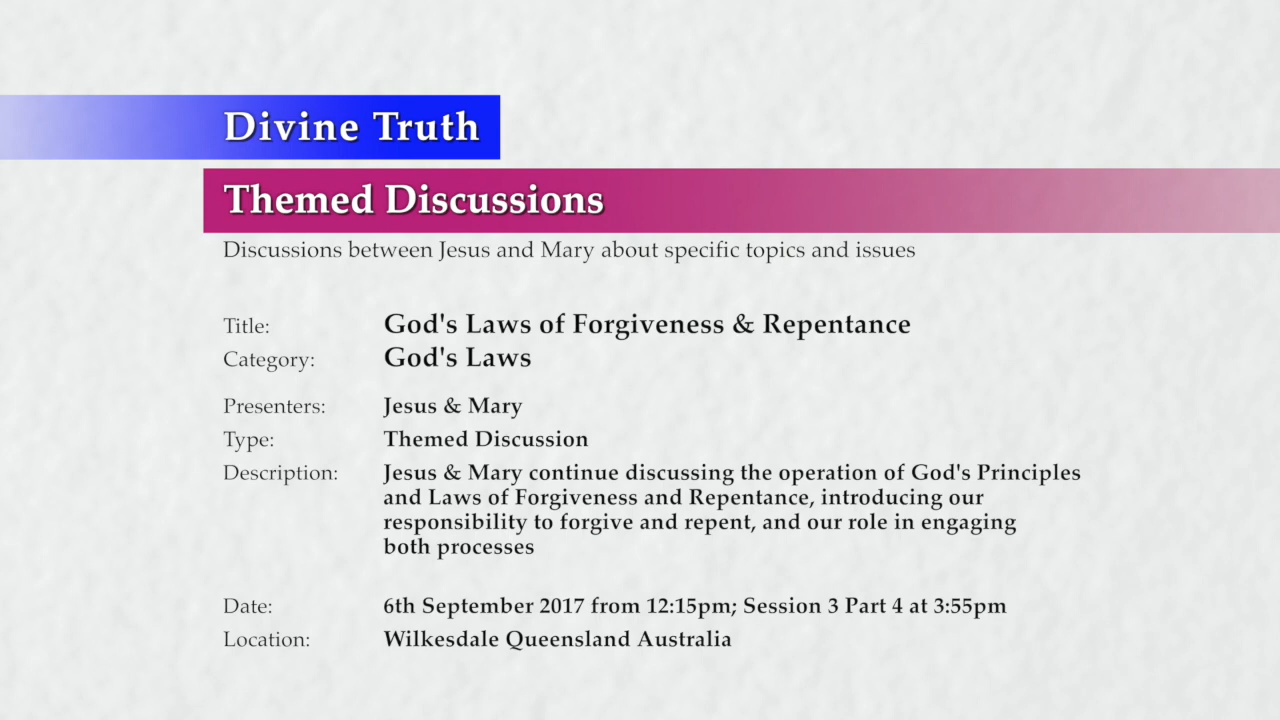 Divine Truth
Themed Discussions
Discussions between Jesus and Mary about specific topics and issues
Title: God's Laws of Forgiveness & Repentance
Category: God's Laws
Presenters: Jesus & Mary
Type: Themed Discussion
Description: Jesus & Mary continue discussing the operation of God's Principles
and Laws of Forgiveness and Repentance, introducing our
responsibility to forgive and repent, and our role in engaging
both processes
Date: 6th September 2017 from 12:15pm; Session 3 Part 4 at 3:55pm
Location: Wilkesdale Queensland Australia